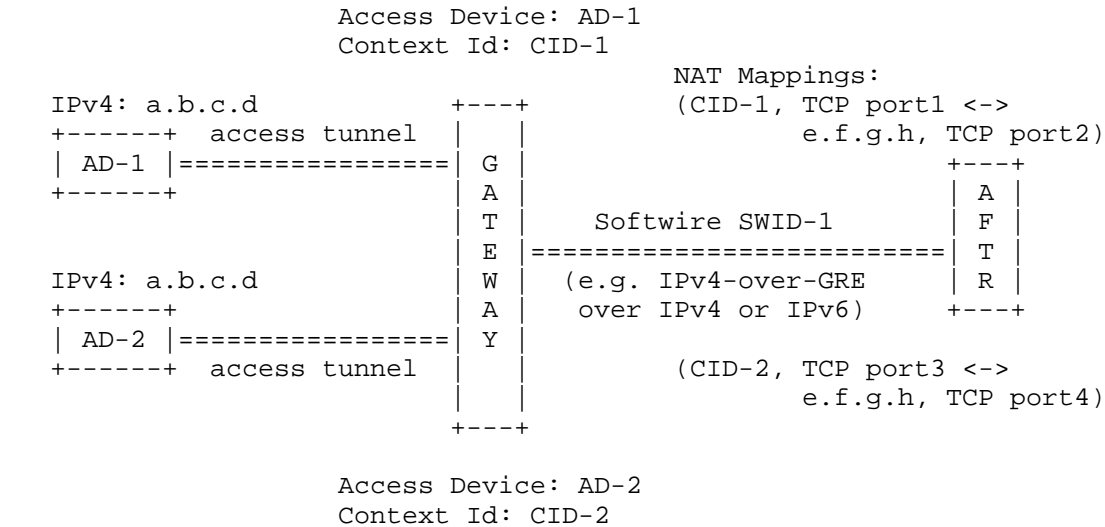 Access Device: AD-1
                  Context Id: CID-1
                                       NAT Mappings:
IPv4: a.b.c.d            +---+         (CID-1, TCP port1 <->
+------+  access tunnel  |   |                 e.f.g.h, TCP port2)
| AD-1 |=================| G |                          +---+
+------+                 | A |                          | A |
                         | T |    Softwire SWID-1       | F |
                         | E |==========================| T |
IPv4: a.b.c.d            | W |  (e.g. IPv4-over-GRE     | R |
+------+                 | A |   over IPv4 or IPv6)     +---+
| AD-2 |=================| Y |
+------+  access tunnel  |   |         (CID-2, TCP port3 <->
                         |   |                 e.f.g.h, TCP port4)
                         +---+

                  Access Device: AD-2
                  Context Id: CID-2